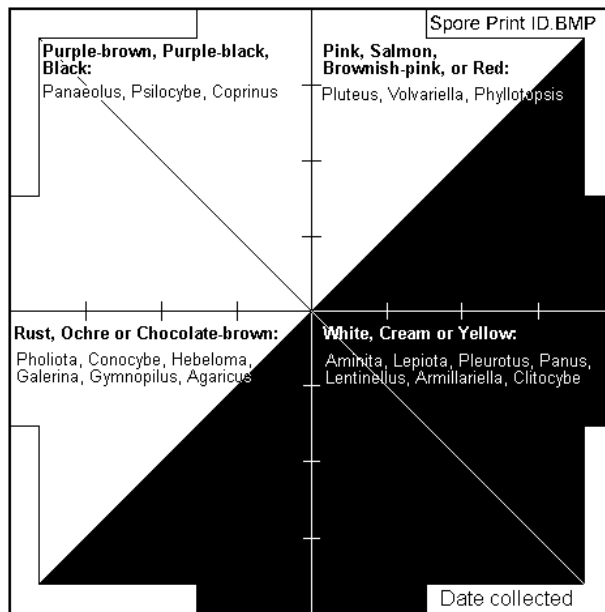 Spore Print ID.BMP
Purple-brown, Purple-black,
Black:
Panaeolus, Psilocybe, Coprinus
Pink, Salmon,
Brownish-pink, or Red:
Pluteus, Volvariella, Phyllotopsis
Rust, Ochre or Chocolate-brown:
Pholiota, Conocybe, Hebeloma,
Galerina, Gymnopilus, Agaricus
White, Cream or Yellow:
Aminita, Lepiota, Pleurotus, Panus,
Lentinellus, Armillariella, Clitocybe
Date collected